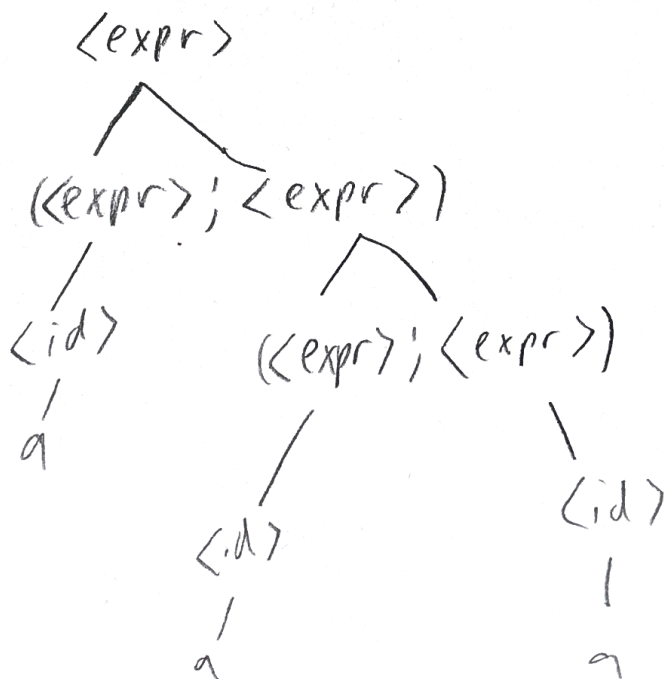 <expr>
(<expr>; <expr>)
<id> (<expr>; <expr>)
a
<id>
<id>
a a